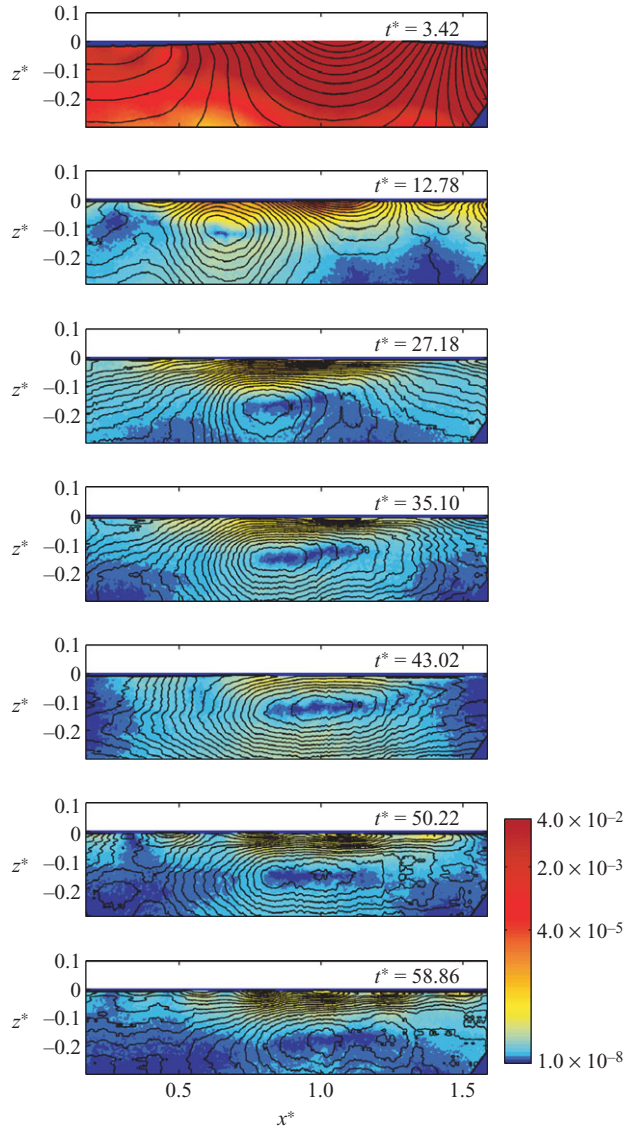 0.1
t* = 3.42
0
z* –0.1
–0.2
0.1
t* = 12.78
0
z* –0.1
–0.2
0.1
t* = 27.18
0
z* –0.1
–0.2
0.1
t* = 35.10
0
z* –0.1
–0.2
0.1
t* = 43.02
0
z* –0.1
–0.2
0.1
t* = 50.22
0
z* –0.1
–0.2
0.1
t* = 58.86
0
z* –0.1
–0.2
0.5 1.0 1.5
x*
4.0 × 10⁻²
2.0 × 10⁻³
4.0 × 10⁻⁵
1.0 × 10⁻⁸